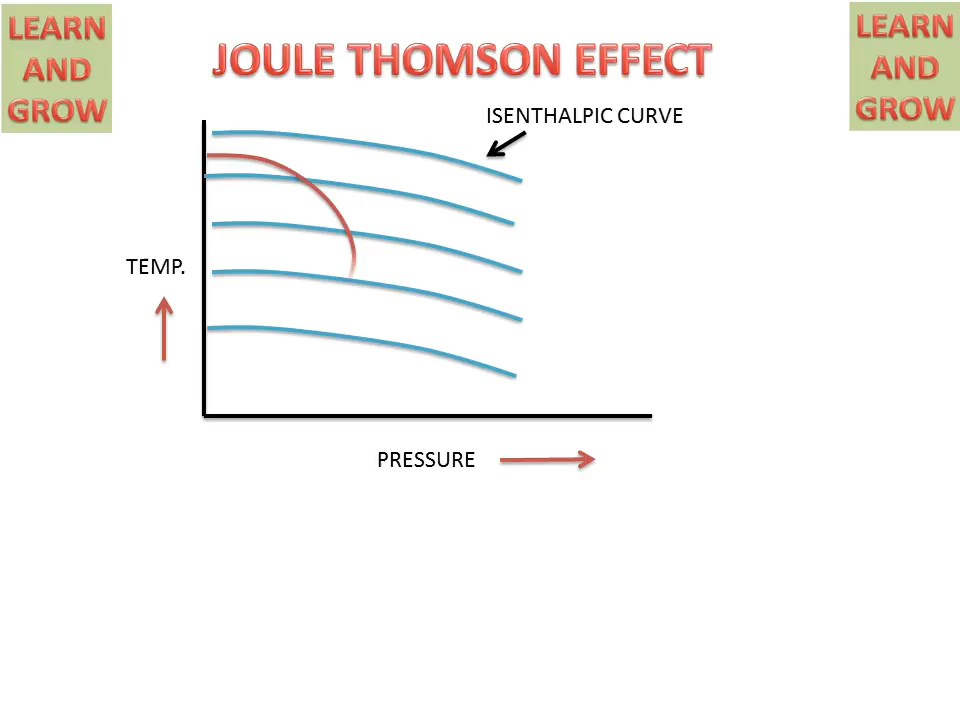 LEARN
AND
GROW
JOULE THOMSON EFFECT
LEARN
AND
GROW
ISENTHALPIC CURVE
TEMP.
PRESSURE